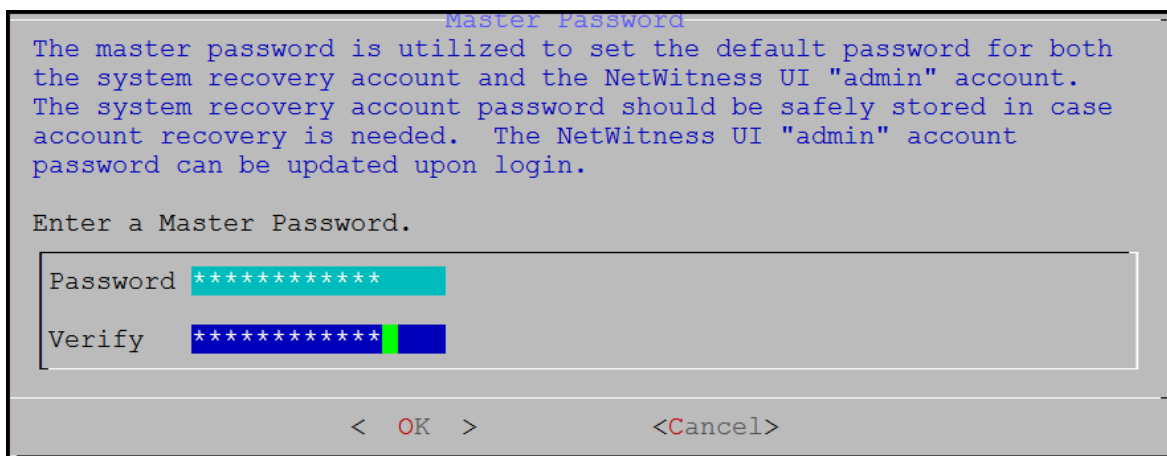 Master Password
The master password is utilized to set the default password for both
the system recovery account and the NetWitness UI "admin" account.
The system recovery account password should be safely stored in case
account recovery is needed.  The NetWitness UI "admin" account
password can be updated upon login.
Enter a Master Password.
Password ************
Verify ************
<  OK  > <Cancel>